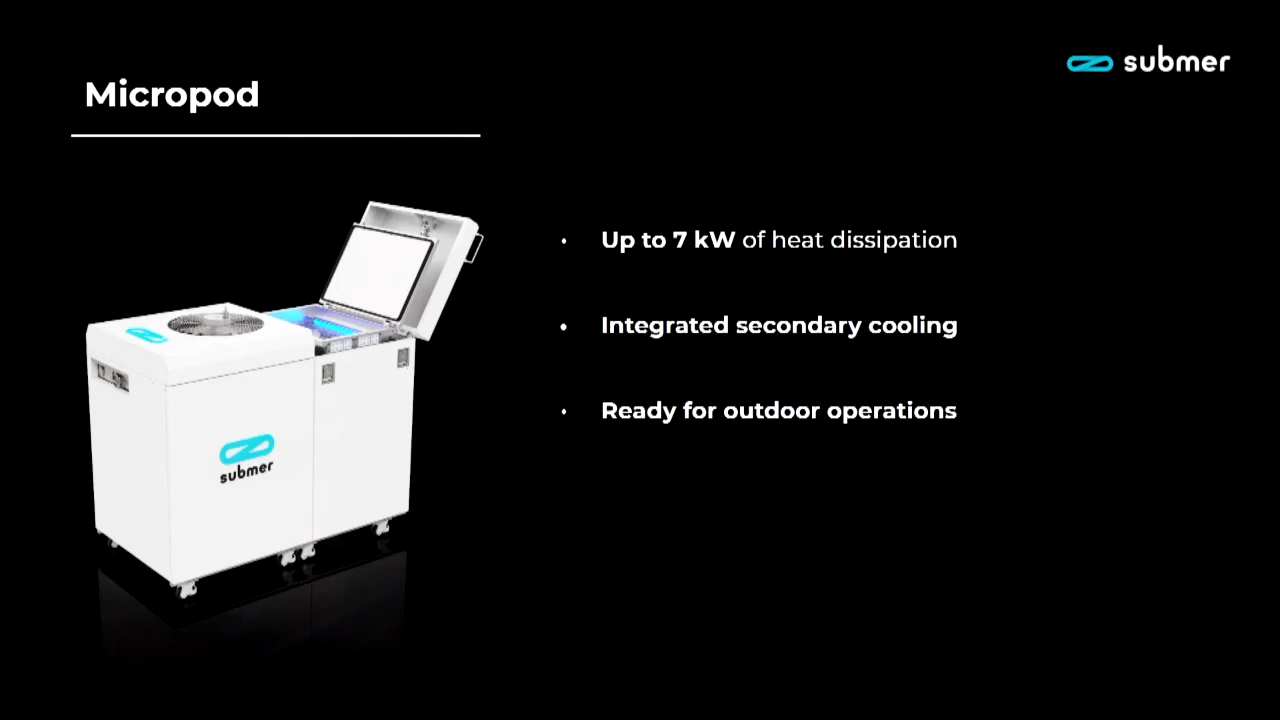 submer
Micropod
Up to 7 kW of heat dissipation
Integrated secondary cooling
Ready for outdoor operations
submer